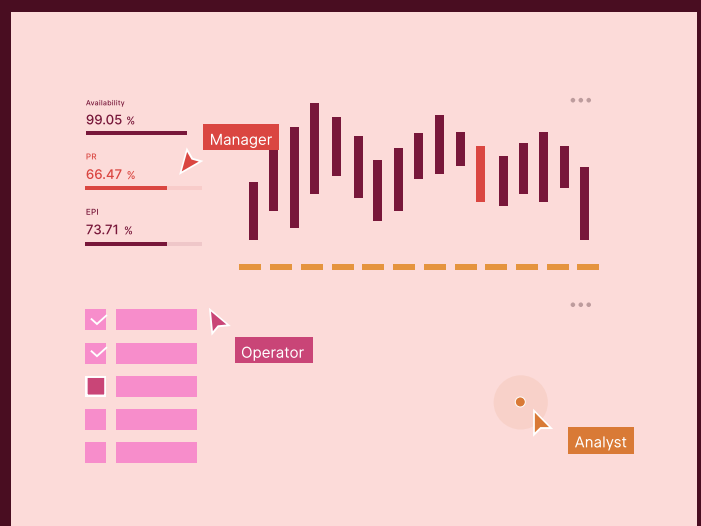 Availability
99.05 %
Manager
PR
66.47 %
EPI
73.71 %
Operator
Analyst